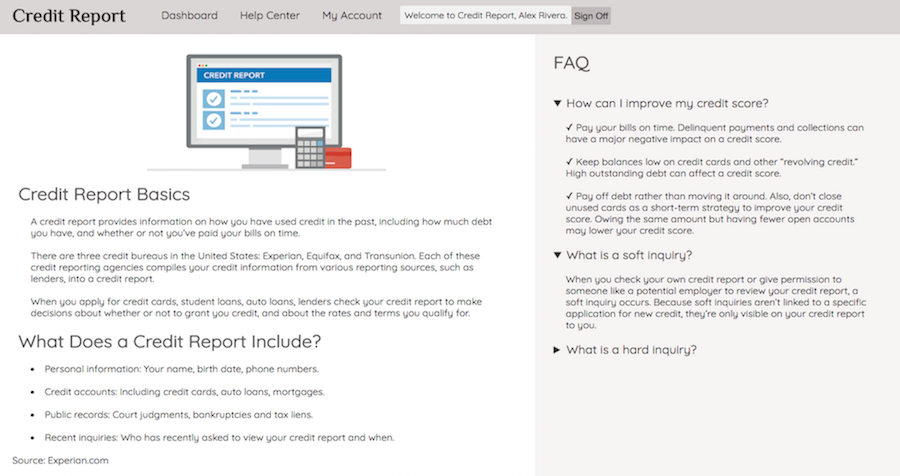 Credit Report Dashboard Help Center My Account Welcome to Credit Report, Alex Rivera. Sign Off
CREDIT REPORT
Credit Report Basics
A credit report provides information on how you have used credit in the past, including how much debt
you have, and whether or not you've paid your bills on time.
There are three credit bureaus in the United States: Experian, Equifax, and Transunion. Each of these
credit reporting agencies compiles your credit information from various reporting sources, such as
lenders, into a credit report.
When you apply for credit cards, student loans, auto loans, lenders check your credit report to make
decisions about whether or not to grant you credit, and about the rates and terms you qualify for.
What Does a Credit Report Include?
• Personal information: Your name, birth date, phone numbers.
• Credit accounts: Including credit cards, auto loans, mortgages.
• Public records: Court judgments, bankruptcies and tax liens.
• Recent inquiries: Who has recently asked to view your credit report and when.
Source: Experian.com
FAQ
▼ How can I improve my credit score?
✓ Pay your bills on time. Delinquent payments and collections can
have a major negative impact on a credit score.
✓ Keep balances low on credit cards and other "revolving credit."
High outstanding debt can affect a credit score.
✓ Pay off debt rather than moving it around. Also, don't close
unused cards as a short-term strategy to improve your credit
score. Owing the same amount but having fewer open accounts
may lower your credit score.
▼ What is a soft inquiry?
When you check your own credit report or give permission to
someone like a potential employer to review your credit report, a
soft inquiry occurs. Because soft inquiries aren't linked to a specific
application for new credit, they're only visible on your credit report
to you.
▶ What is a hard inquiry?